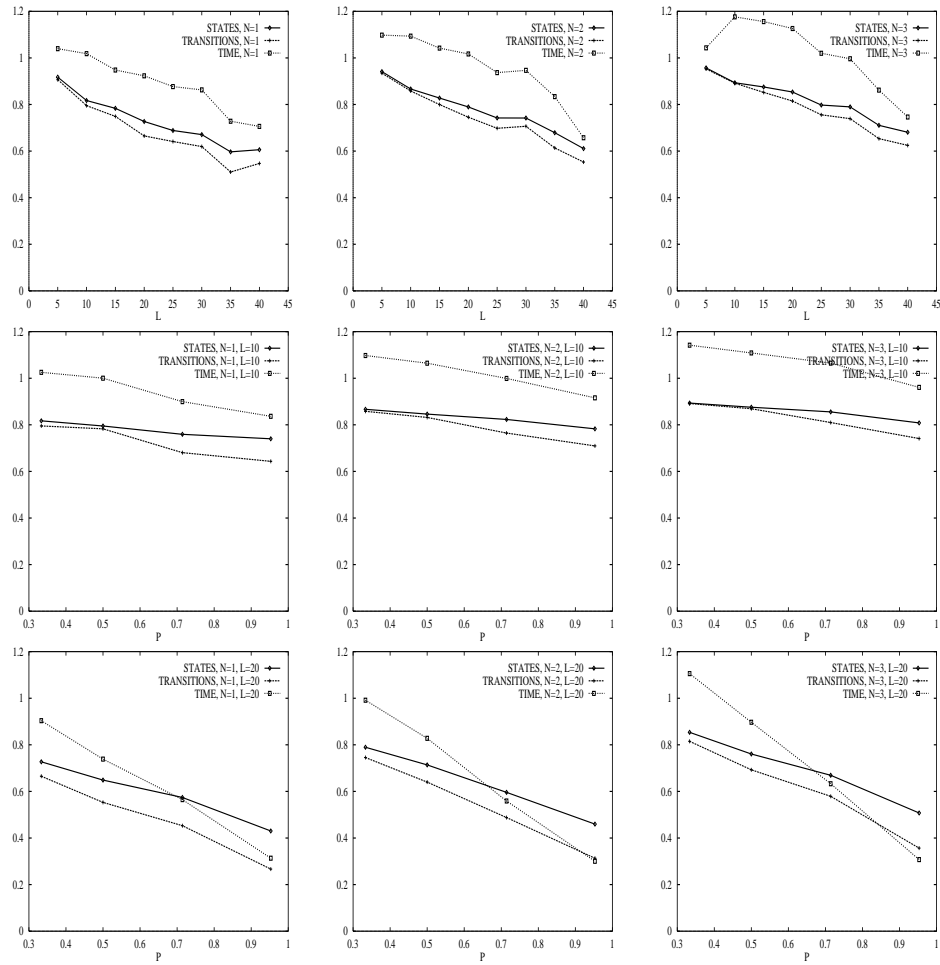 1.2
1
0.8
0.6
0.4
0.2
0
0 5 10 15 20 25 30 35 40 45
L
STATES, N=1
TRANSITIONS, N=1
TIME, N=1
1.2
1
0.8
0.6
0.4
0.2
0
0 5 10 15 20 25 30 35 40 45
L
STATES, N=2
TRANSITIONS, N=2
TIME, N=2
1.2
1
0.8
0.6
0.4
0.2
0
0 5 10 15 20 25 30 35 40 45
L
STATES, N=3
TRANSITIONS, N=3
TIME, N=3
1.2
1
0.8
0.6
0.4
0.2
0
0.3 0.4 0.5 0.6 0.7 0.8 0.9 1
P
STATES, N=1, L=10
TRANSITIONS, N=1, L=10
TIME, N=1, L=10
1.2
1
0.8
0.6
0.4
0.2
0
0.3 0.4 0.5 0.6 0.7 0.8 0.9 1
P
STATES, N=2, L=10
TRANSITIONS, N=2, L=10
TIME, N=2, L=10
1.2
1
0.8
0.6
0.4
0.2
0
0.3 0.4 0.5 0.6 0.7 0.8 0.9 1
P
STATES, N=3, L=10
TRANSITIONS, N=3, L=10
TIME, N=3, L=10
1.2
1
0.8
0.6
0.4
0.2
0
0.3 0.4 0.5 0.6 0.7 0.8 0.9 1
P
STATES, N=1, L=20
TRANSITIONS, N=1, L=20
TIME, N=1, L=20
1.2
1
0.8
0.6
0.4
0.2
0
0.3 0.4 0.5 0.6 0.7 0.8 0.9 1
P
STATES, N=2, L=20
TRANSITIONS, N=2, L=20
TIME, N=2, L=20
1.2
1
0.8
0.6
0.4
0.2
0
0.3 0.4 0.5 0.6 0.7 0.8 0.9 1
P
STATES, N=3, L=20
TRANSITIONS, N=3, L=20
TIME, N=3, L=20